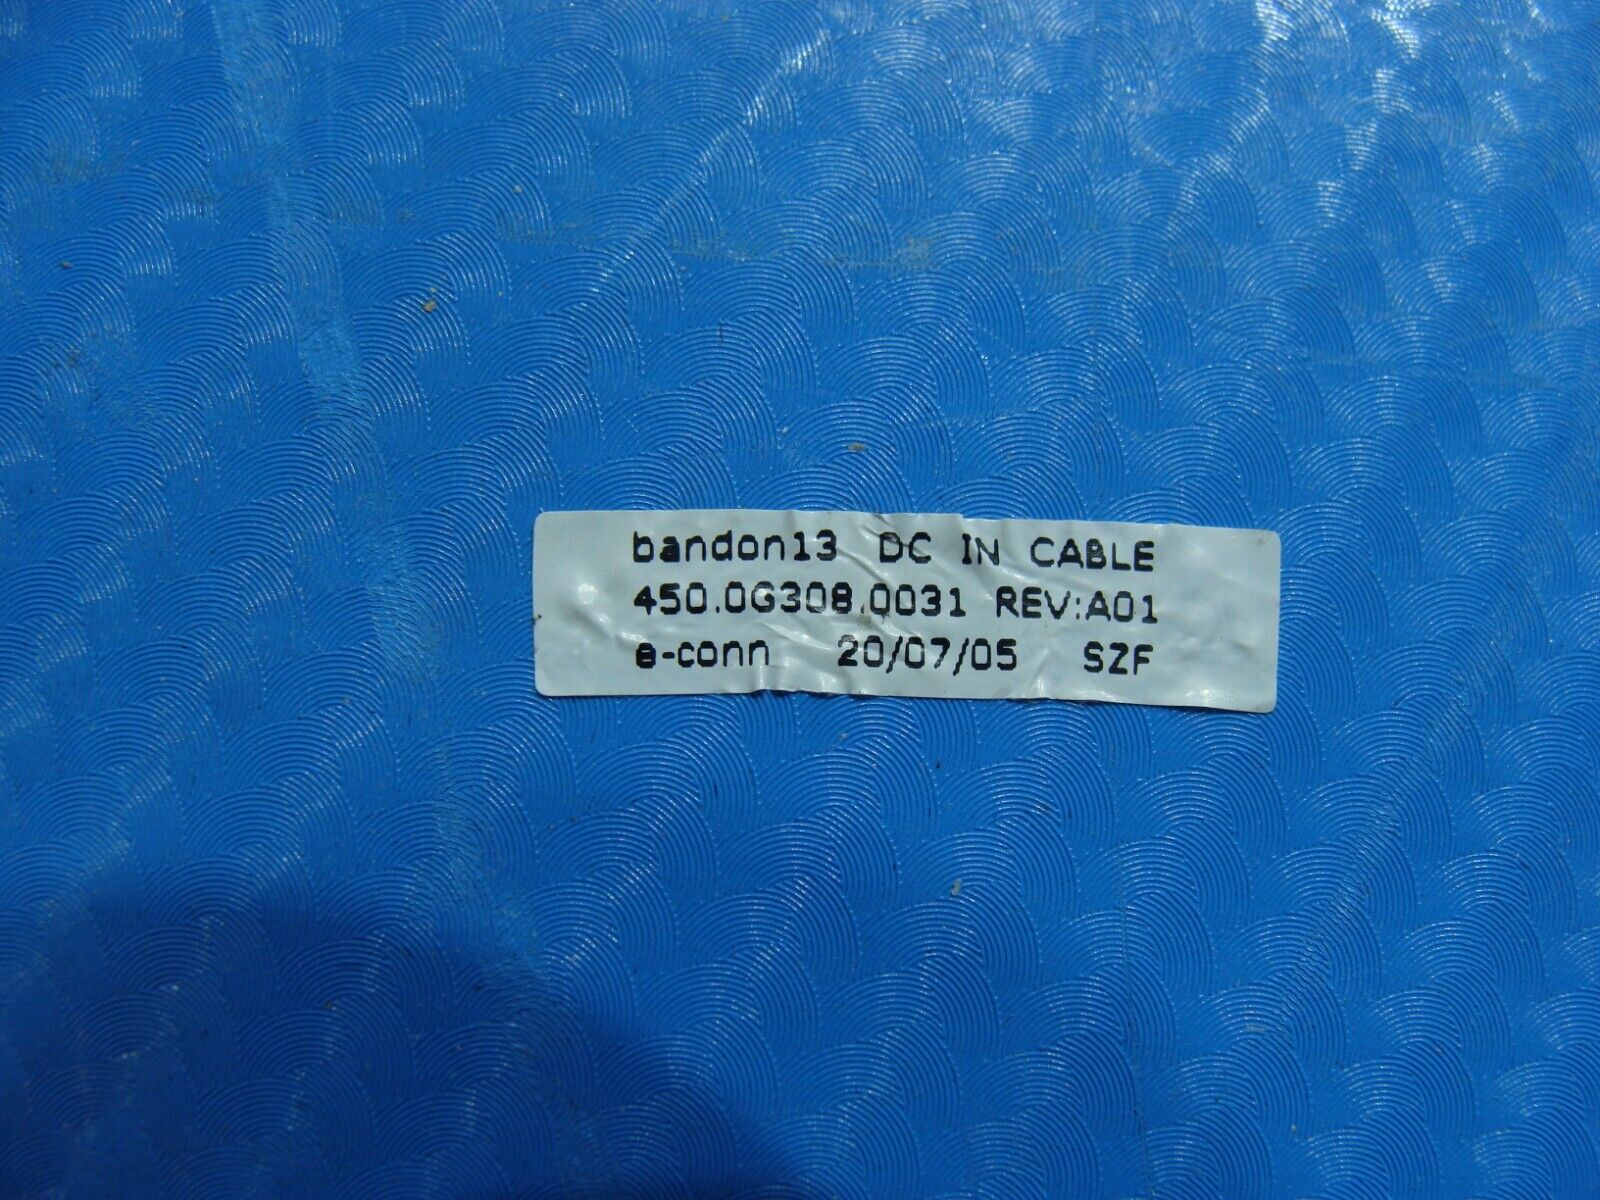 bandon13 DC IN CABLE
450.0G308.0031 REV:A01
e-conn 20/07/05 SZF